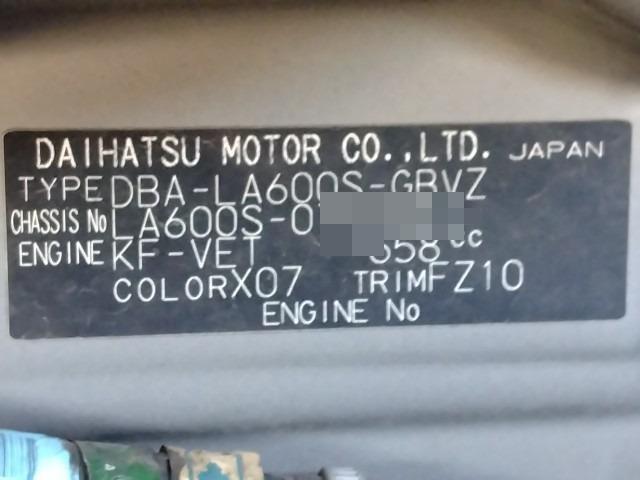 DAIHATSU MOTOR CO.,LTD. JAPAN
TYPE DBA-LA600S-GBVZ
CHASSIS No LA600S-0
ENGINE KF-VET 658 cc
COLOR X07 TRIM FZ10
ENGINE No